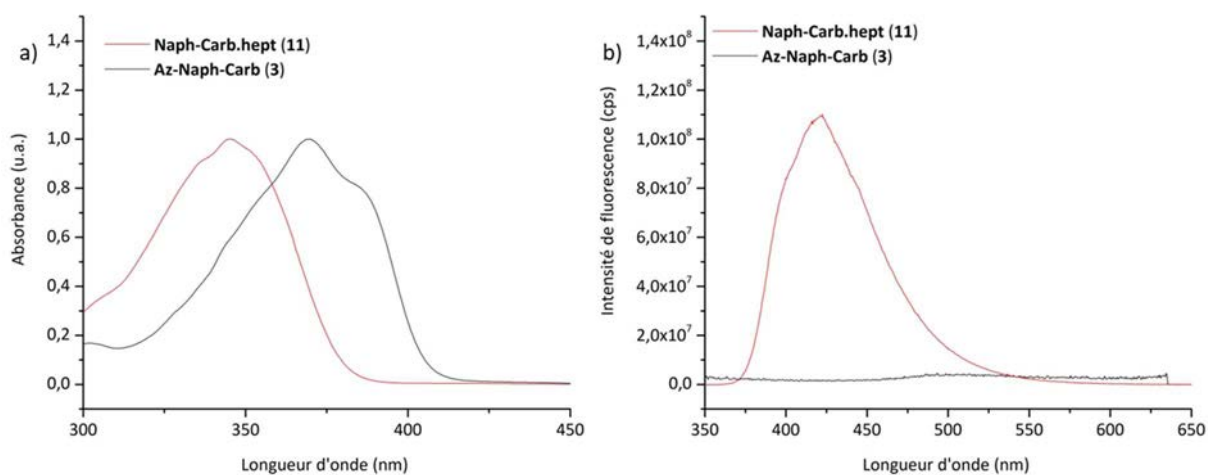 a)
Naph-Carb.hept (11)
Az-Naph-Carb (3)
Absorbance (u.a.)
1,4
1,2
1,0
0,8
0,6
0,4
0,2
0,0
300 350 400 450
Longueur d'onde (nm)
b)
Naph-Carb.hept (11)
Az-Naph-Carb (3)
Intensité de fluorescence (cps)
1,4x10⁸
1,2x10⁸
1,0x10⁸
8,0x10⁷
6,0x10⁷
4,0x10⁷
2,0x10⁷
0,0
350 400 450 500 550 600 650
Longueur d'onde (nm)